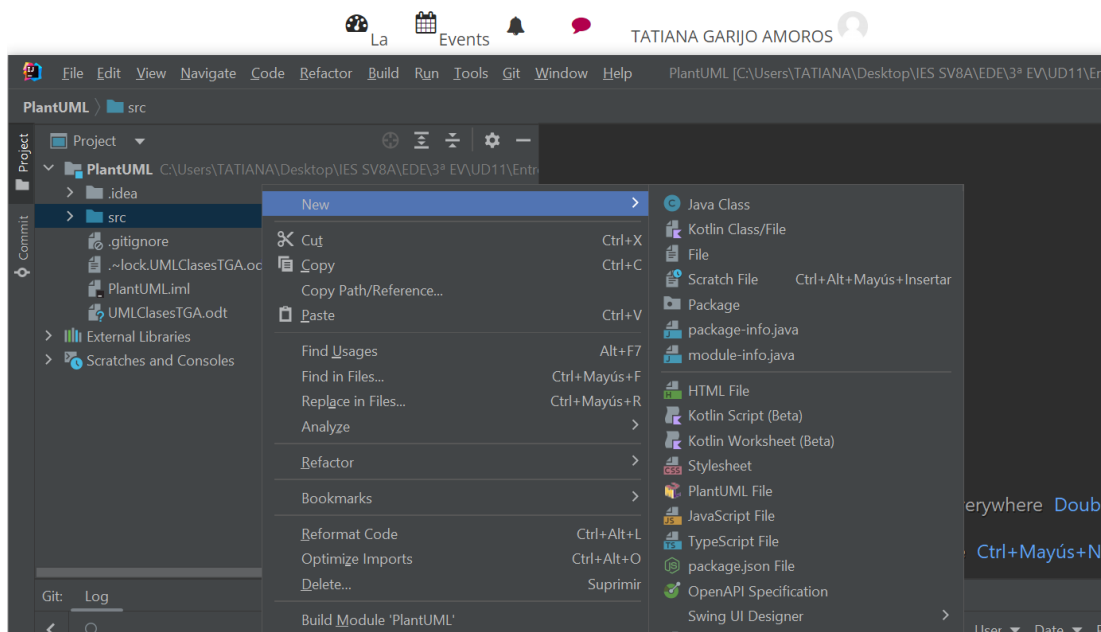 La
Events
TATIANA GARIJO AMOROS
File Edit View Navigate Code Refactor Build Run Tools Git Window Help PlantUML [C:\Users\TATIANA\Desktop\IES SV8A\EDE\3ª EV\UD11\En
PlantUML src
Project
Project
Commit
PlantUML C:\Users\TATIANA\Desktop\IES SV8A\EDE\3ª EV\UD11\Entre
.idea
src
.gitignore
.~lock.UMLClasesTGA.od
PlantUML.iml
UMLClasesTGA.odt
External Libraries
Scratches and Consoles
New
Cut Ctrl+X
Copy Ctrl+C
Copy Path/Reference...
Paste Ctrl+V
Find Usages Alt+F7
Find in Files... Ctrl+Mayús+F
Replace in Files... Ctrl+Mayús+R
Analyze
Refactor
Bookmarks
Reformat Code Ctrl+Alt+L
Optimize Imports Ctrl+Alt+O
Delete... Suprimir
Build Module 'PlantUML'
Java Class
Kotlin Class/File
File
Scratch File Ctrl+Alt+Mayús+Insertar
Package
package-info.java
module-info.java
HTML File
Kotlin Script (Beta)
Kotlin Worksheet (Beta)
Stylesheet
PlantUML File
JavaScript File
TypeScript File
package.json File
OpenAPI Specification
Swing UI Designer
erywhere Doub
Ctrl+Mayús+N
Git: Log
User Date